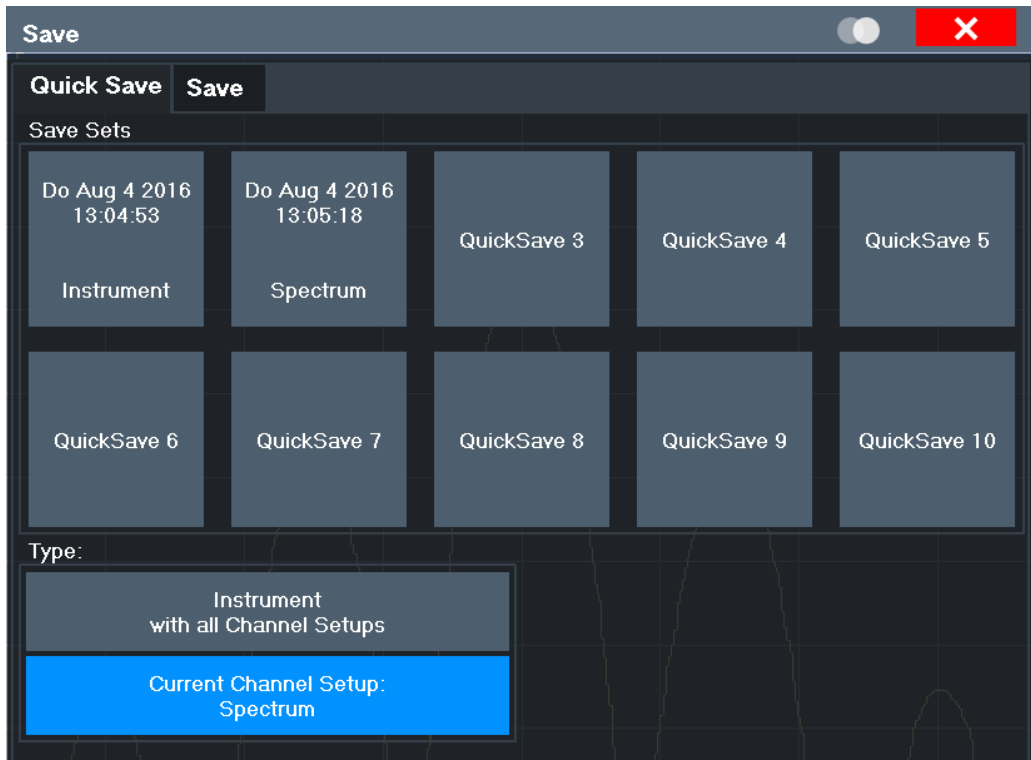 Save
Quick Save Save
Save Sets
Do Aug 4 2016
13:04:53
Instrument
Do Aug 4 2016
13:05:18
Spectrum
QuickSave 3
QuickSave 4
QuickSave 5
QuickSave 6
QuickSave 7
QuickSave 8
QuickSave 9
QuickSave 10
Type:
Instrument
with all Channel Setups
Current Channel Setup:
Spectrum